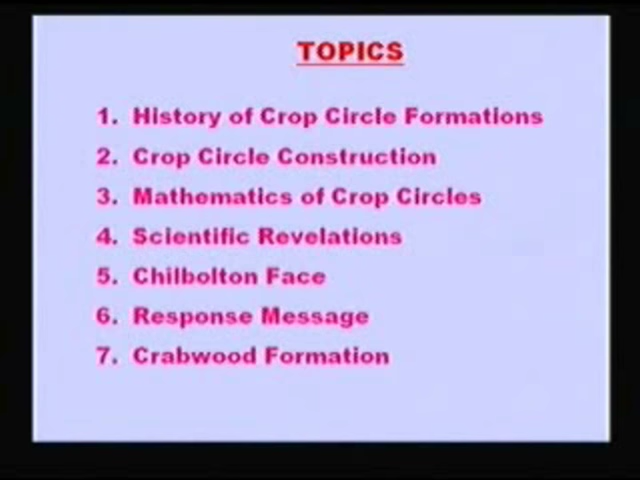 TOPICS
1. History of Crop Circle Formations
2. Crop Circle Construction
3. Mathematics of Crop Circles
4. Scientific Revelations
5. Chilbolton Face
6. Response Message
7. Crabwood Formation